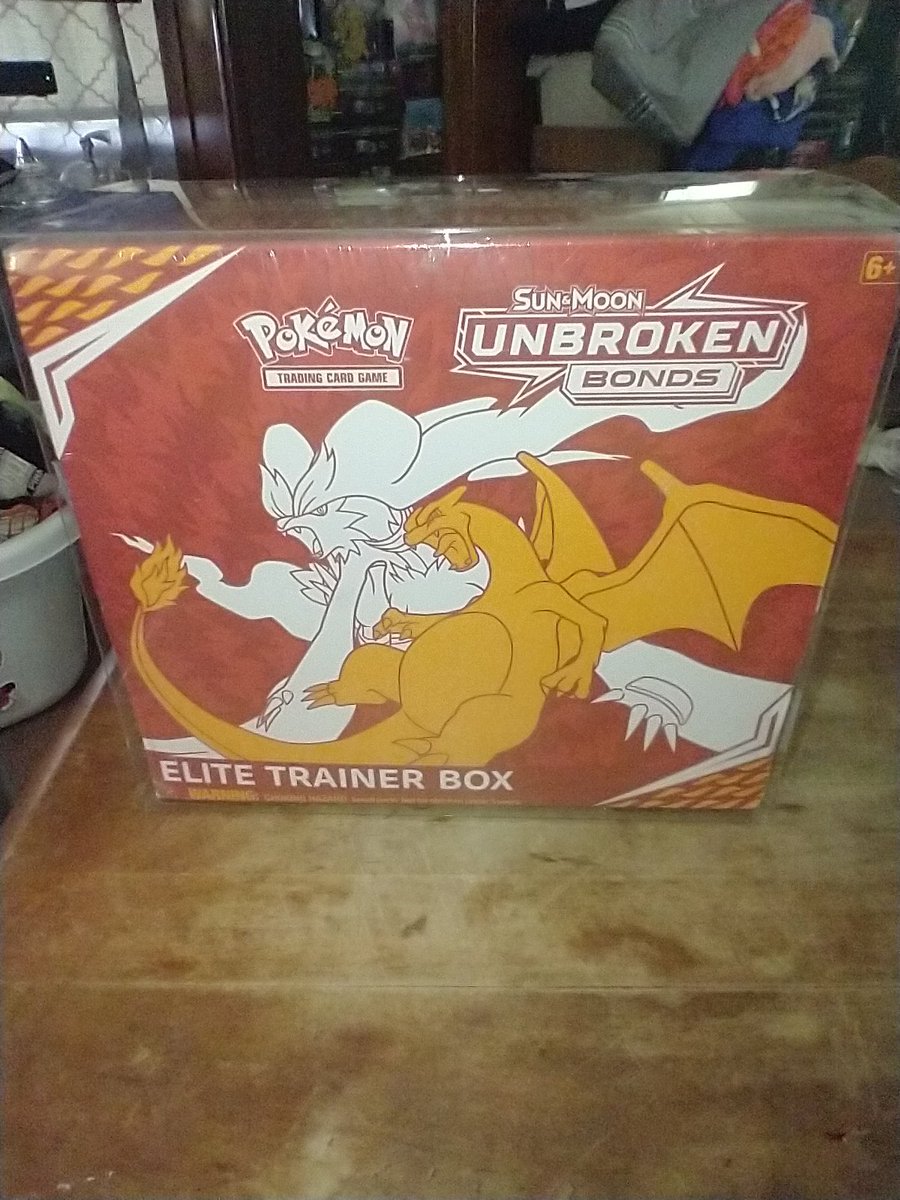 6+
POKéMON
TRADING CARD GAME
SUN & MOON
UNBROKEN
BONDS
ELITE TRAINER BOX
WARNING: